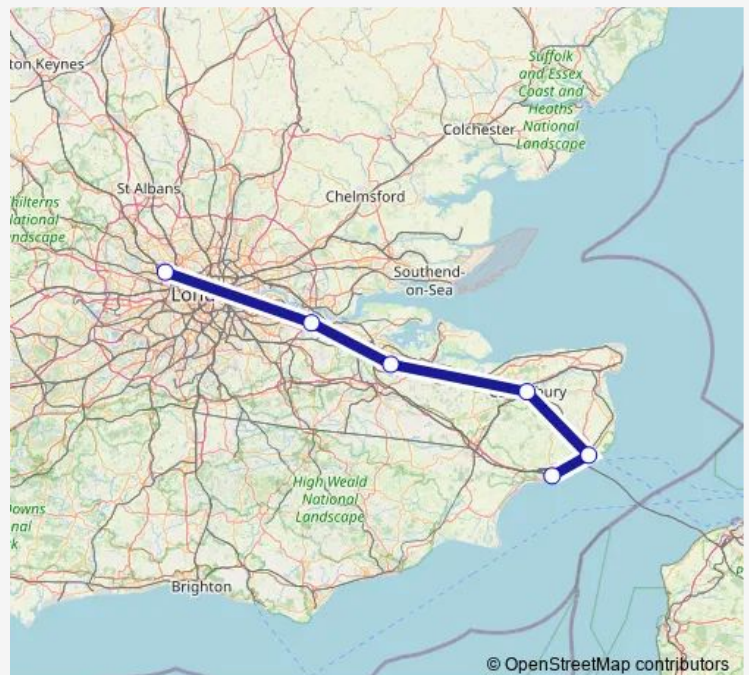 ton Keynes
Suffolk
and Essex
Coast and
Heaths
National
Landscape
Colchester
St Albans
Chelmsford
hilterns
ational
ndscape
Southend-
on-Sea
Lon
bury
High Weald
National
Landscape
owns
nal
k
Brighton
© OpenStreetMap contributors